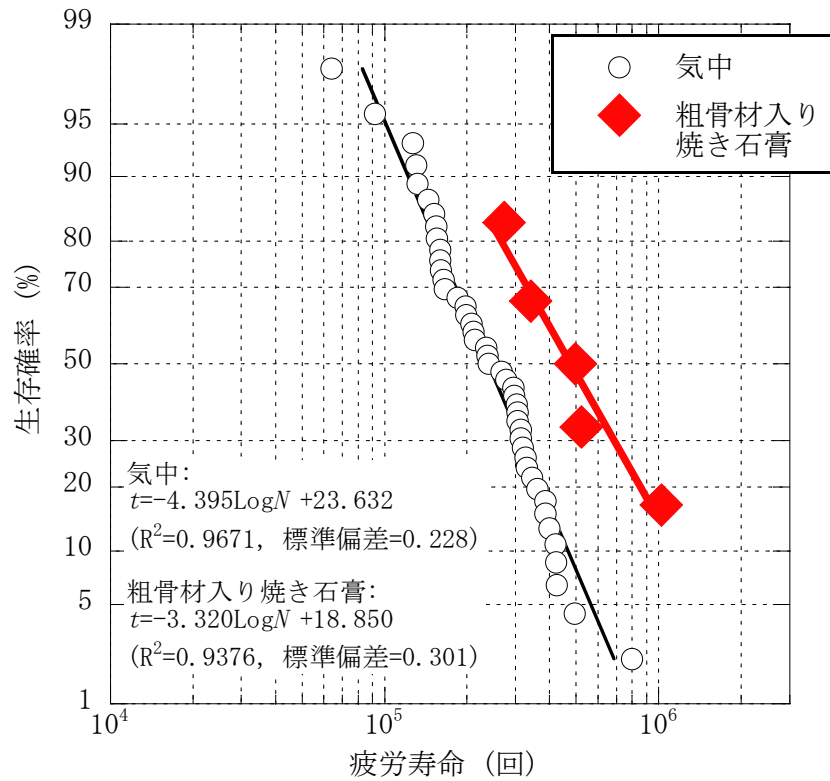 99
95
90
80
70
50
30
20
10
5
1
生存確率 (%)
気中
粗骨材入り
焼き石膏
気中:
t=-4.395LogN +23.632
(R²=0.9671, 標準偏差=0.228)
粗骨材入り焼き石膏:
t=-3.320LogN +18.850
(R²=0.9376, 標準偏差=0.301)
10⁴ 10⁵ 10⁶
疲労寿命 (回)